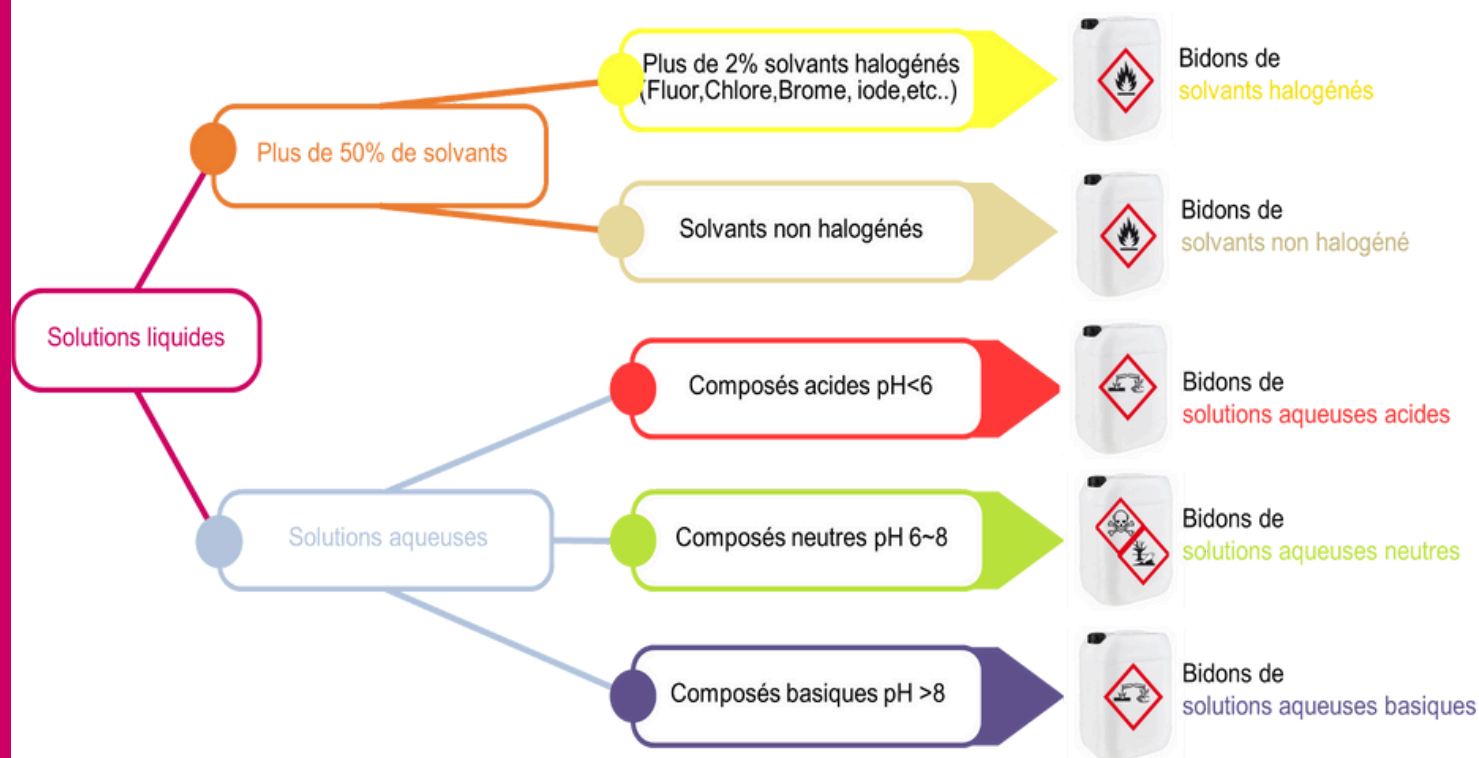 Solutions liquides
Plus de 50% de solvants
Plus de 2% solvants halogénés
(Fluor,Chlore,Brome, iode,etc..)
Bidons de
solvants halogénés
Solvants non halogénés
Bidons de
solvants non halogéné
Solutions aqueuses
Composés acides pH<6
Bidons de
solutions aqueuses acides
Composés neutres pH 6~8
Bidons de
solutions aqueuses neutres
Composés basiques pH >8
Bidons de
solutions aqueuses basiques